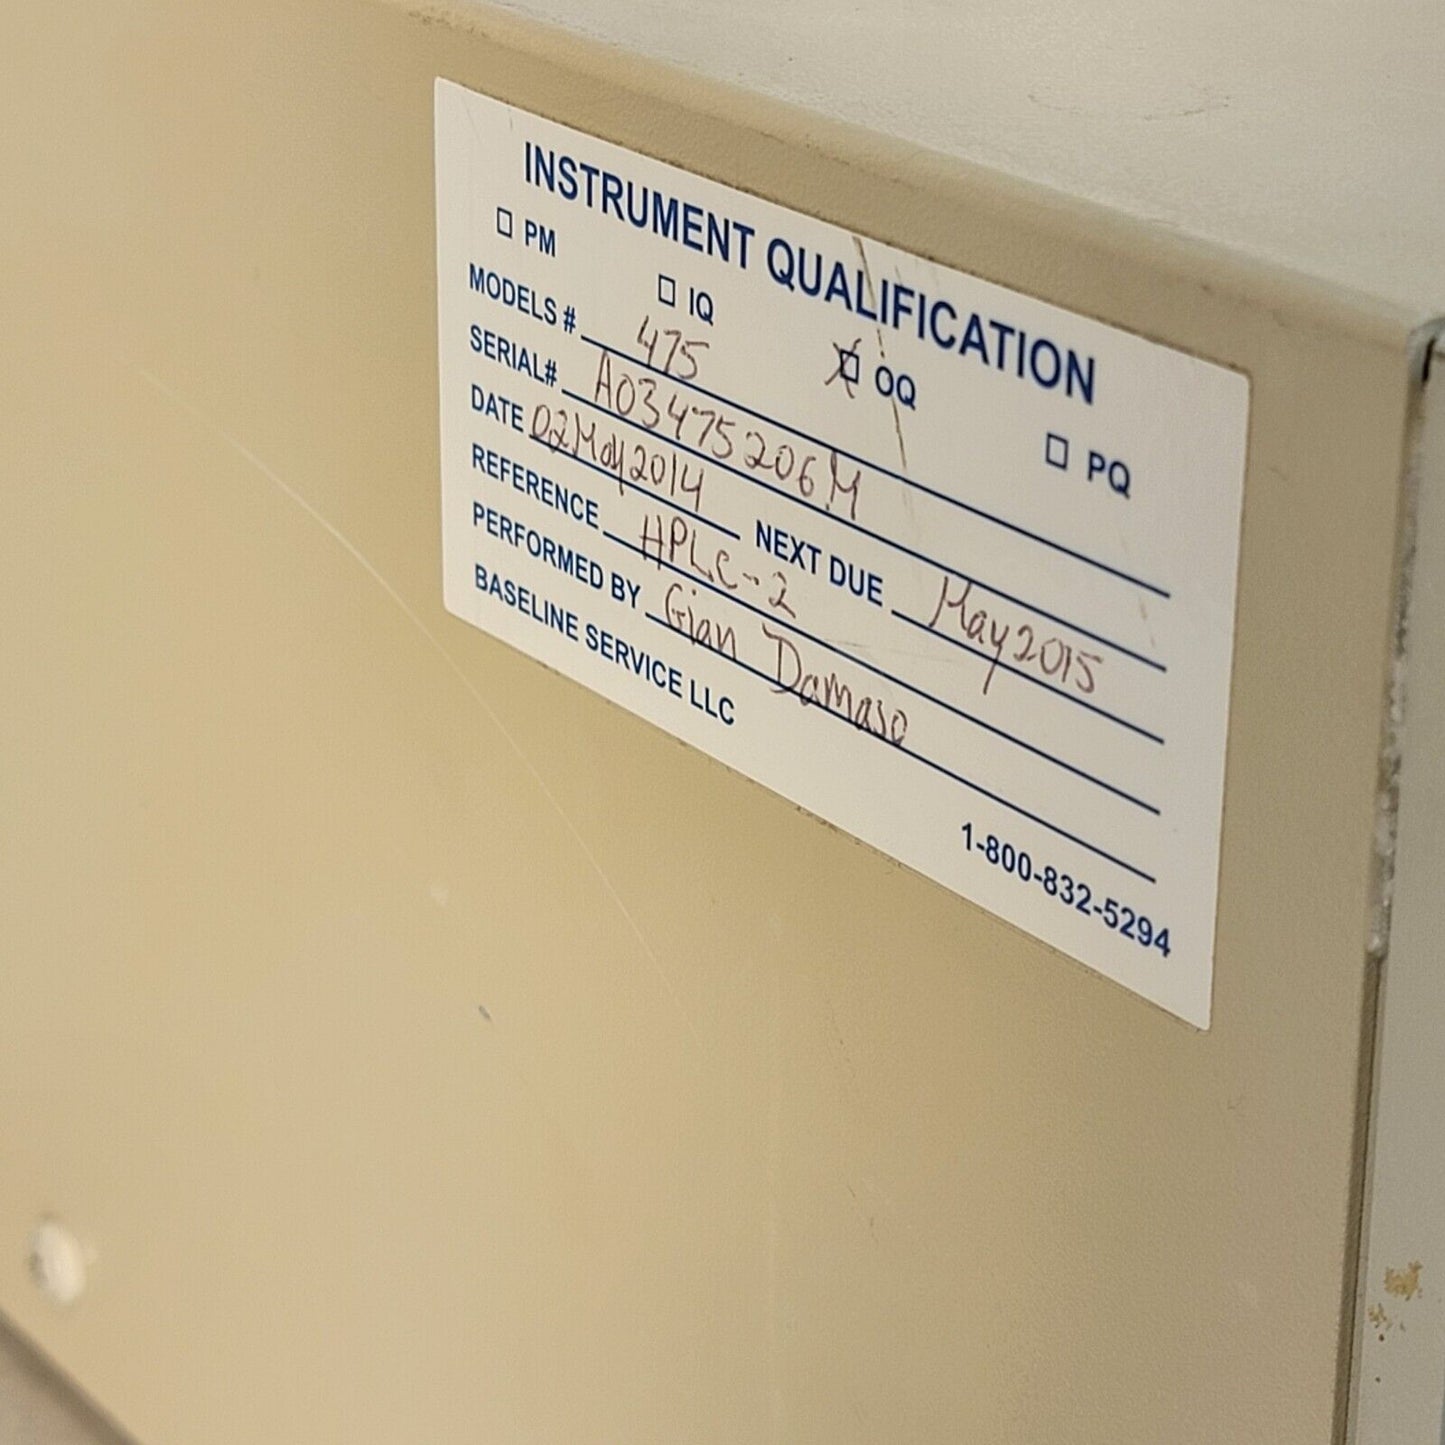 INSTRUMENT QUALIFICATION
☐ PM ☐ IQ ☒ OQ ☐ PQ
MODELS # 475
SERIAL# A03475206M
DATE 02May2014 NEXT DUE May2015
REFERENCE HPLC-2
PERFORMED BY Gian Damaso
BASELINE SERVICE LLC 1-800-832-5294